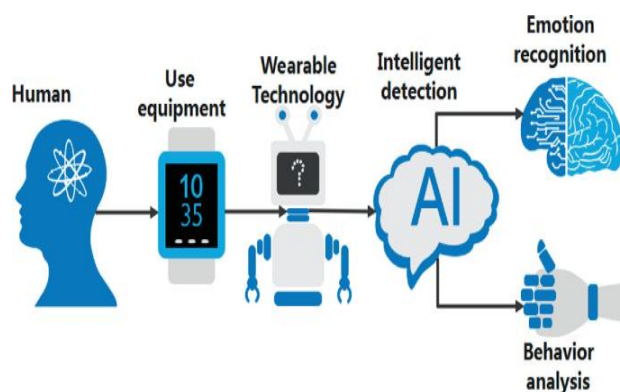 Human
Use
equipment
10
35
Wearable
Technology
?
Intelligent
detection
AI
Emotion
recognition
Behavior
analysis